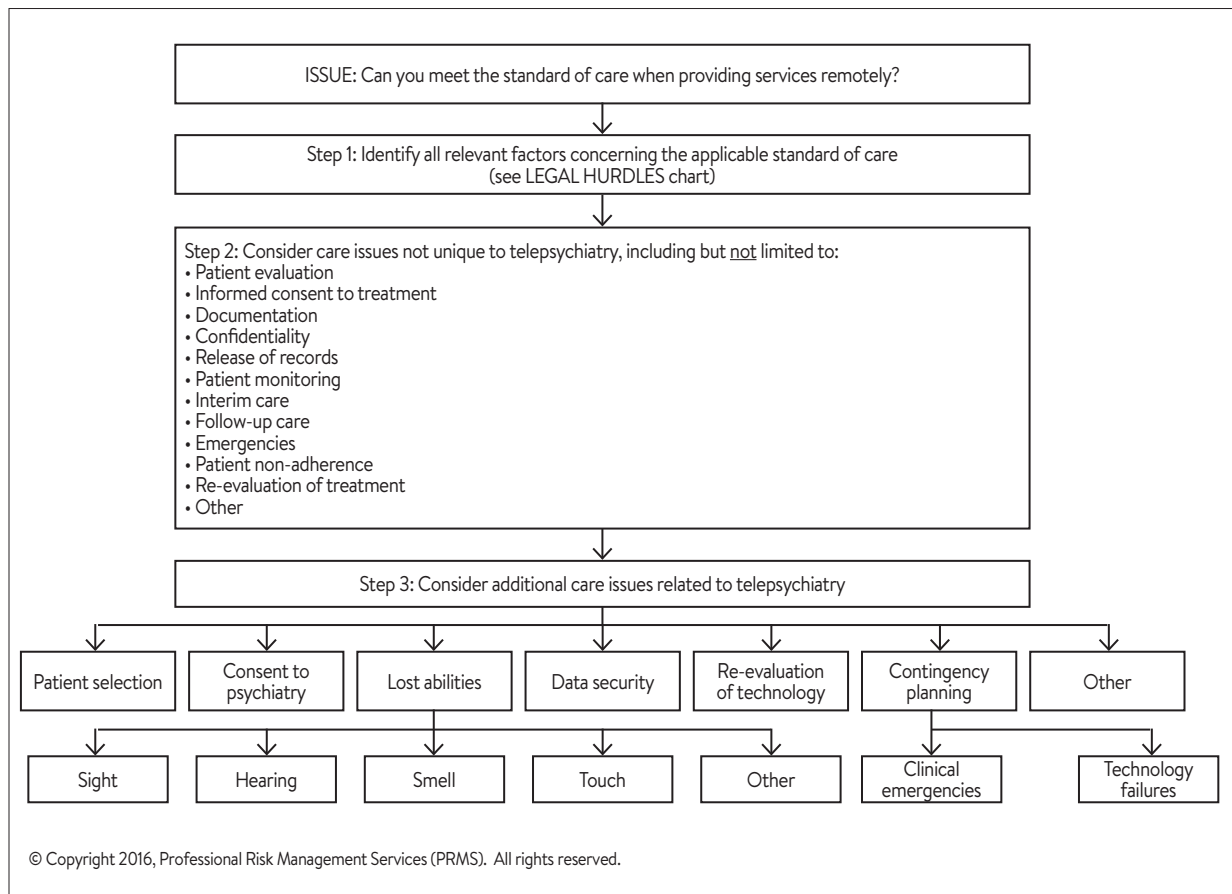 ISSUE: Can you meet the standard of care when providing services remotely?
Step 1: Identify all relevant factors concerning the applicable standard of care
(see LEGAL HURDLES chart)
Step 2: Consider care issues not unique to telepsychiatry, including but not limited to:
• Patient evaluation
• Informed consent to treatment
• Documentation
• Confidentiality
• Release of records
• Patient monitoring
• Interim care
• Follow-up care
• Emergencies
• Patient non-adherence
• Re-evaluation of treatment
• Other
Step 3: Consider additional care issues related to telepsychiatry
Patient selection
Consent to
psychiatry
Lost abilities
Data security
Re-evaluation
of technology
Contingency
planning
Other
Sight
Hearing
Smell
Touch
Other
Clinical
emergencies
Technology
failures
© Copyright 2016, Professional Risk Management Services (PRMS). All rights reserved.